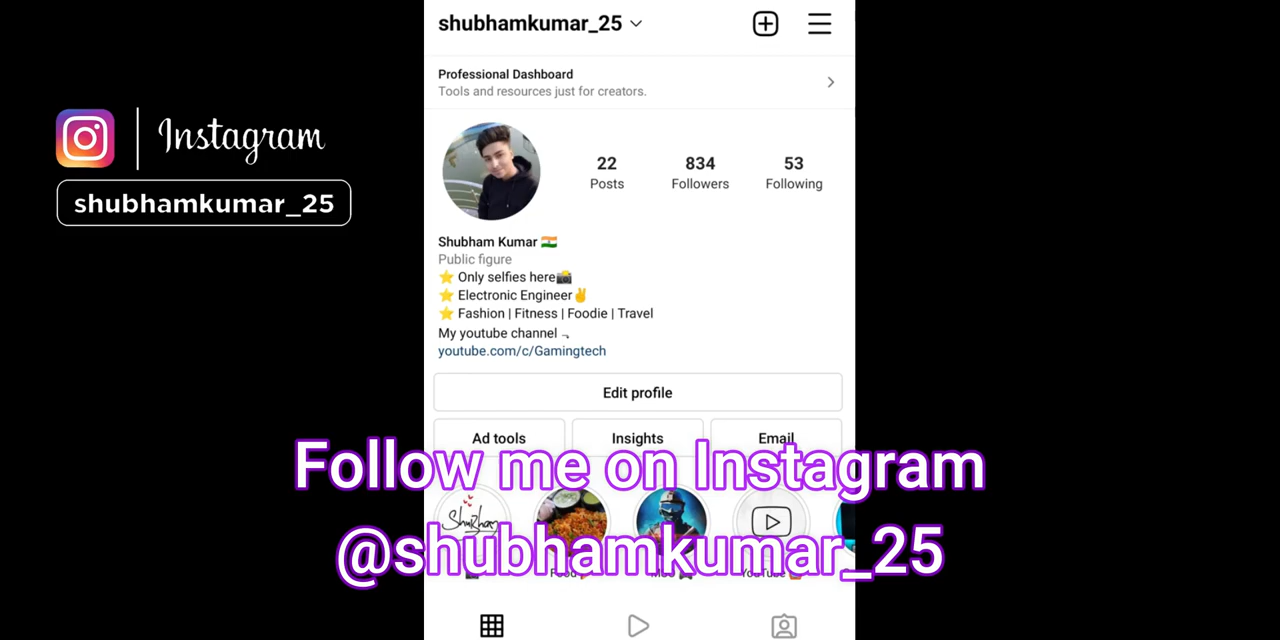 shubhamkumar_25
Professional Dashboard
Tools and resources just for creators.
Instagram
shubhamkumar_25
22
834
53
Posts
Followers
Following
Shubham Kumar 🇮🇳
Public figure
⭐ Only selfies here📸
⭐ Electronic Engineer✌
⭐ Fashion | Fitness | Foodie | Travel
My youtube channel
youtube.com/c/Gamingtech
Edit profile
Ad tools
Insights
Email
Follow me on Instagram
@shubhamkumar_25
Food
YouTube